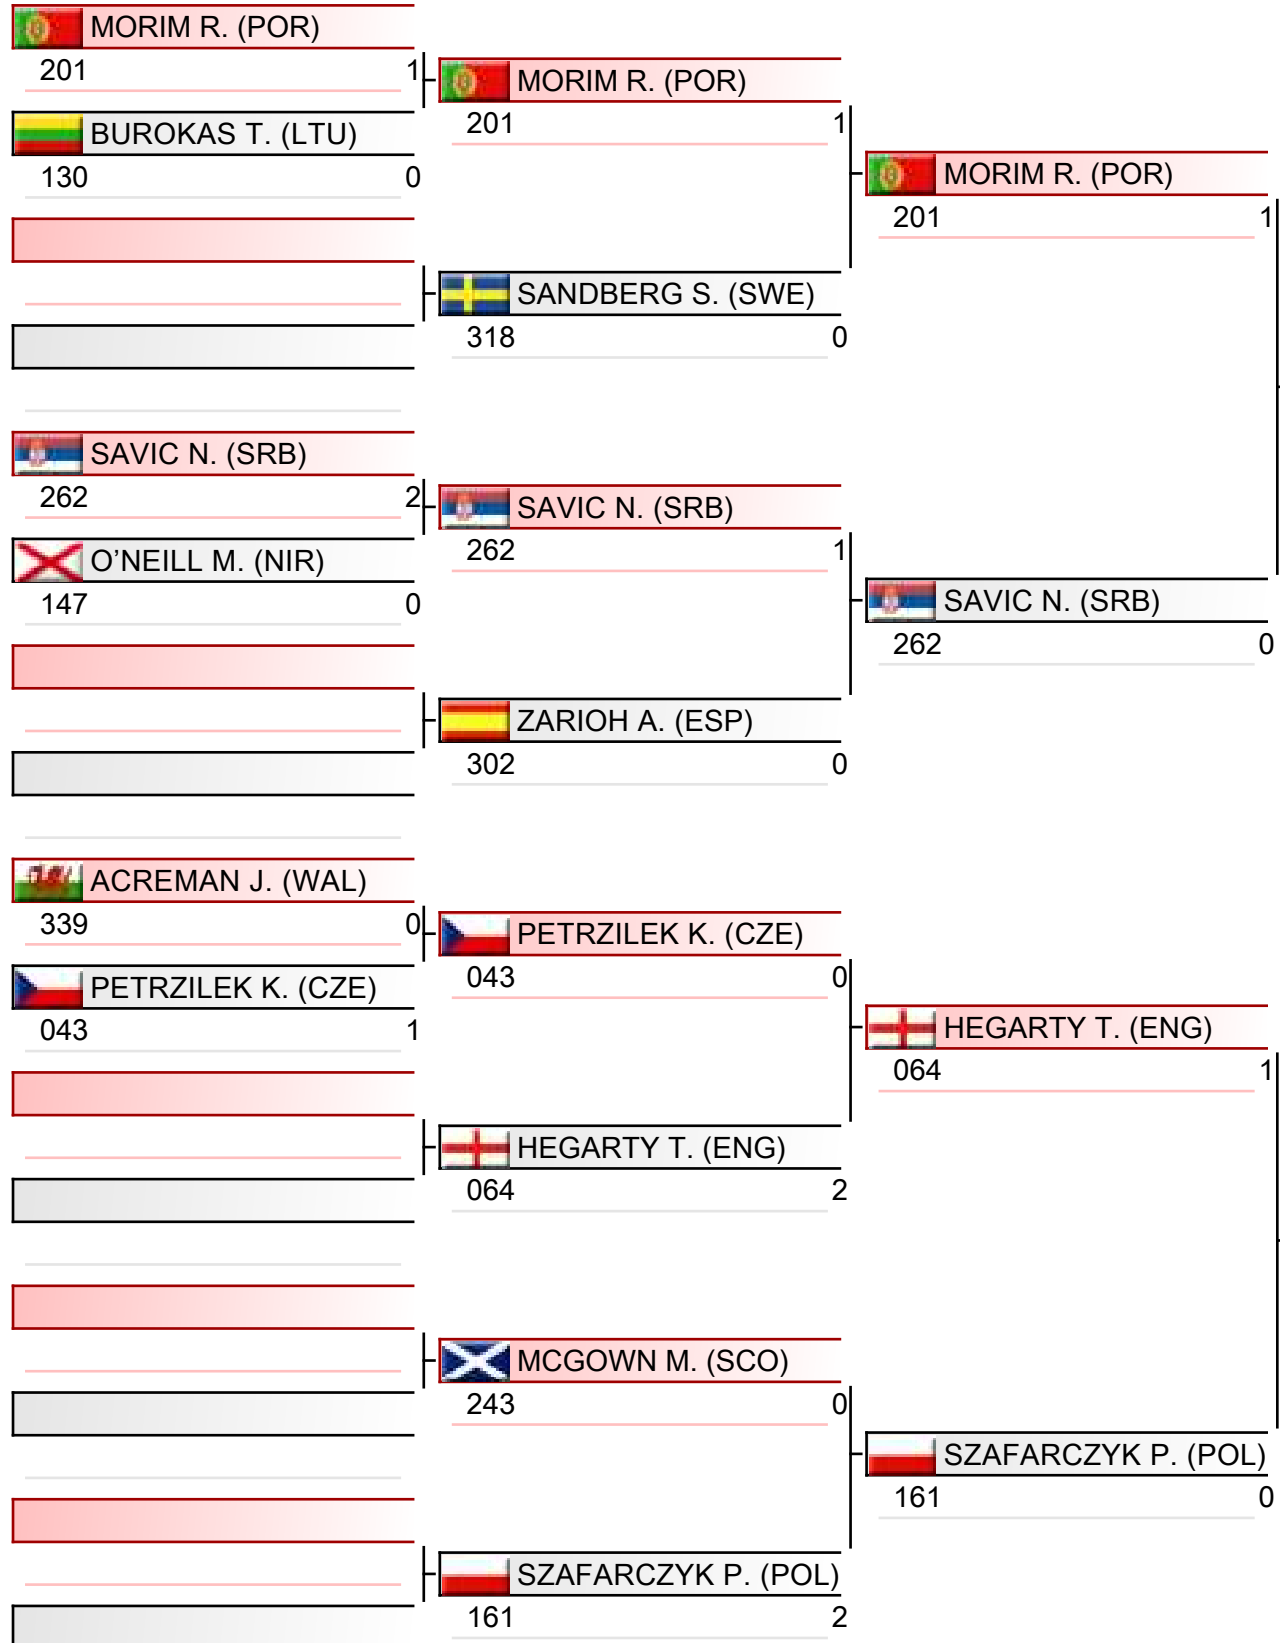 MORIM R. (POR)
201 1
BUROKAS T. (LTU)
130 0
SAVIC N. (SRB)
262 2
O’NEILL M. (NIR)
147 0
ACREMAN J. (WAL)
339 0
PETRZILEK K. (CZE)
043 1
MORIM R. (POR)
201 1
SANDBERG S. (SWE)
318 0
SAVIC N. (SRB)
262 1
ZARIOH A. (ESP)
302 0
PETRZILEK K. (CZE)
043 0
HEGARTY T. (ENG)
064 2
MCGOWN M. (SCO)
243 0
SZAFARCZYK P. (POL)
161 2
MORIM R. (POR)
201 1
SAVIC N. (SRB)
262 0
HEGARTY T. (ENG)
064 1
SZAFARCZYK P. (POL)
161 0